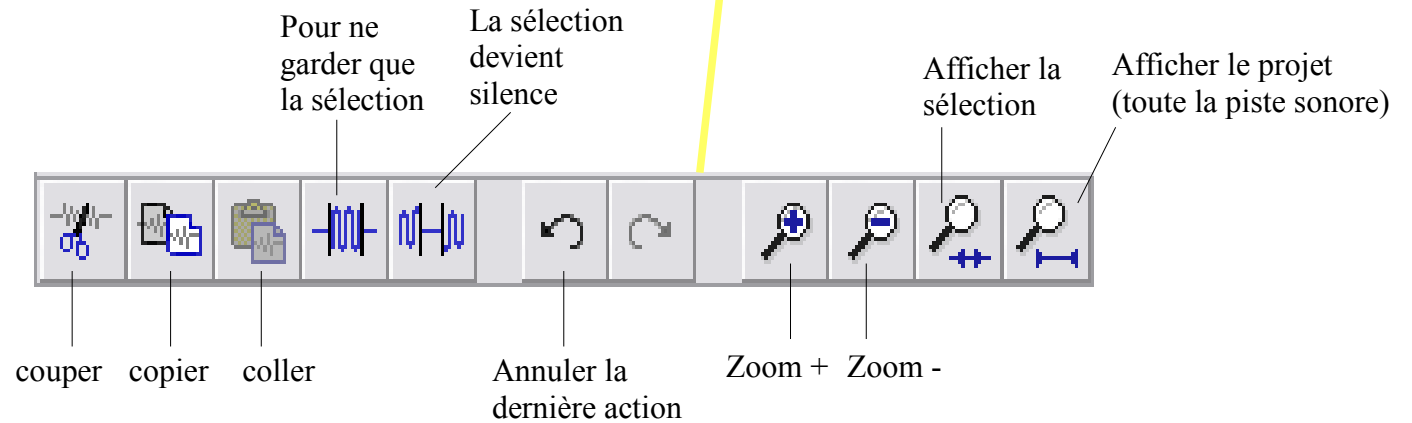 Pour ne
garder que
la sélection
La sélection
devient
silence
Afficher la
sélection
Afficher le projet
(toute la piste sonore)
couper
copier
coller
Annuler la
dernière action
Zoom +
Zoom -